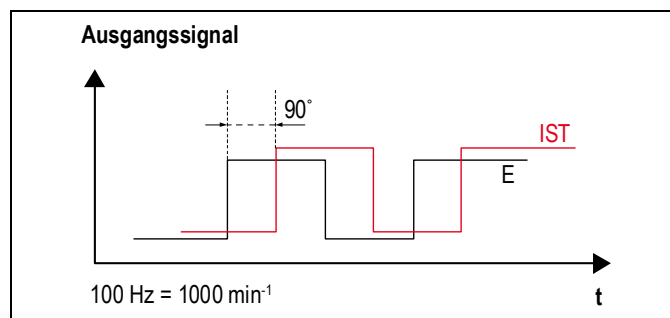 Ausgangssignal
90°
IST
E
100 Hz = 1000 min⁻¹
t